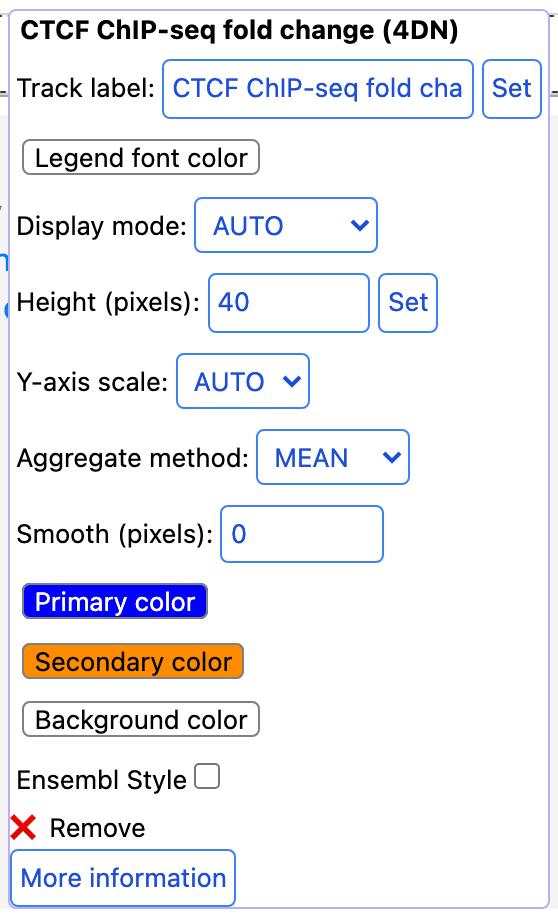 CTCF ChIP-seq fold change (4DN)
Track label: CTCF ChIP-seq fold cha Set
Legend font color
Display mode: AUTO
Height (pixels): 40 Set
Y-axis scale: AUTO
Aggregate method: MEAN
Smooth (pixels): 0
Primary color
Secondary color
Background color
Ensembl Style
Remove
More information